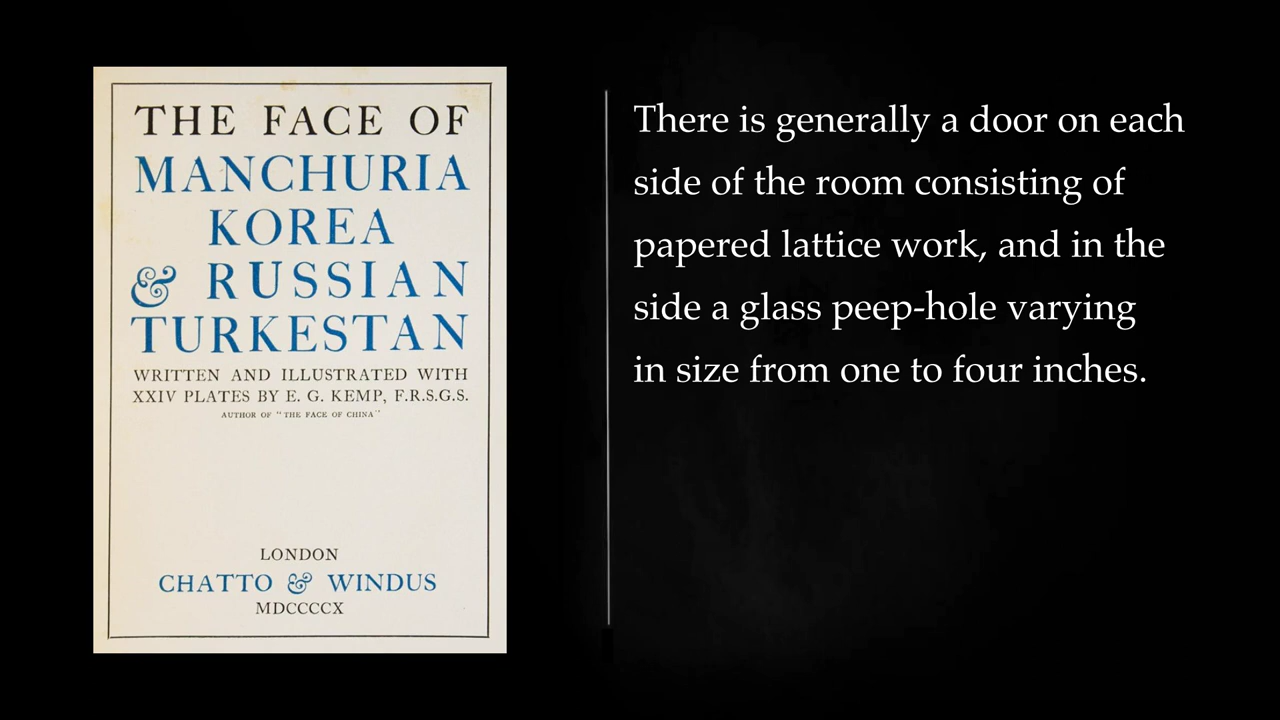 THE FACE OF
MANCHURIA
KOREA
& RUSSIAN
TURKESTAN
WRITTEN AND ILLUSTRATED WITH
XXIV PLATES BY E. G. KEMP, F.R.S.G.S.
AUTHOR OF "THE FACE OF CHINA"
LONDON
CHATTO & WINDUS
MDCCCCX
There is generally a door on each
side of the room consisting of
papered lattice work, and in the
side a glass peep-hole varying
in size from one to four inches.